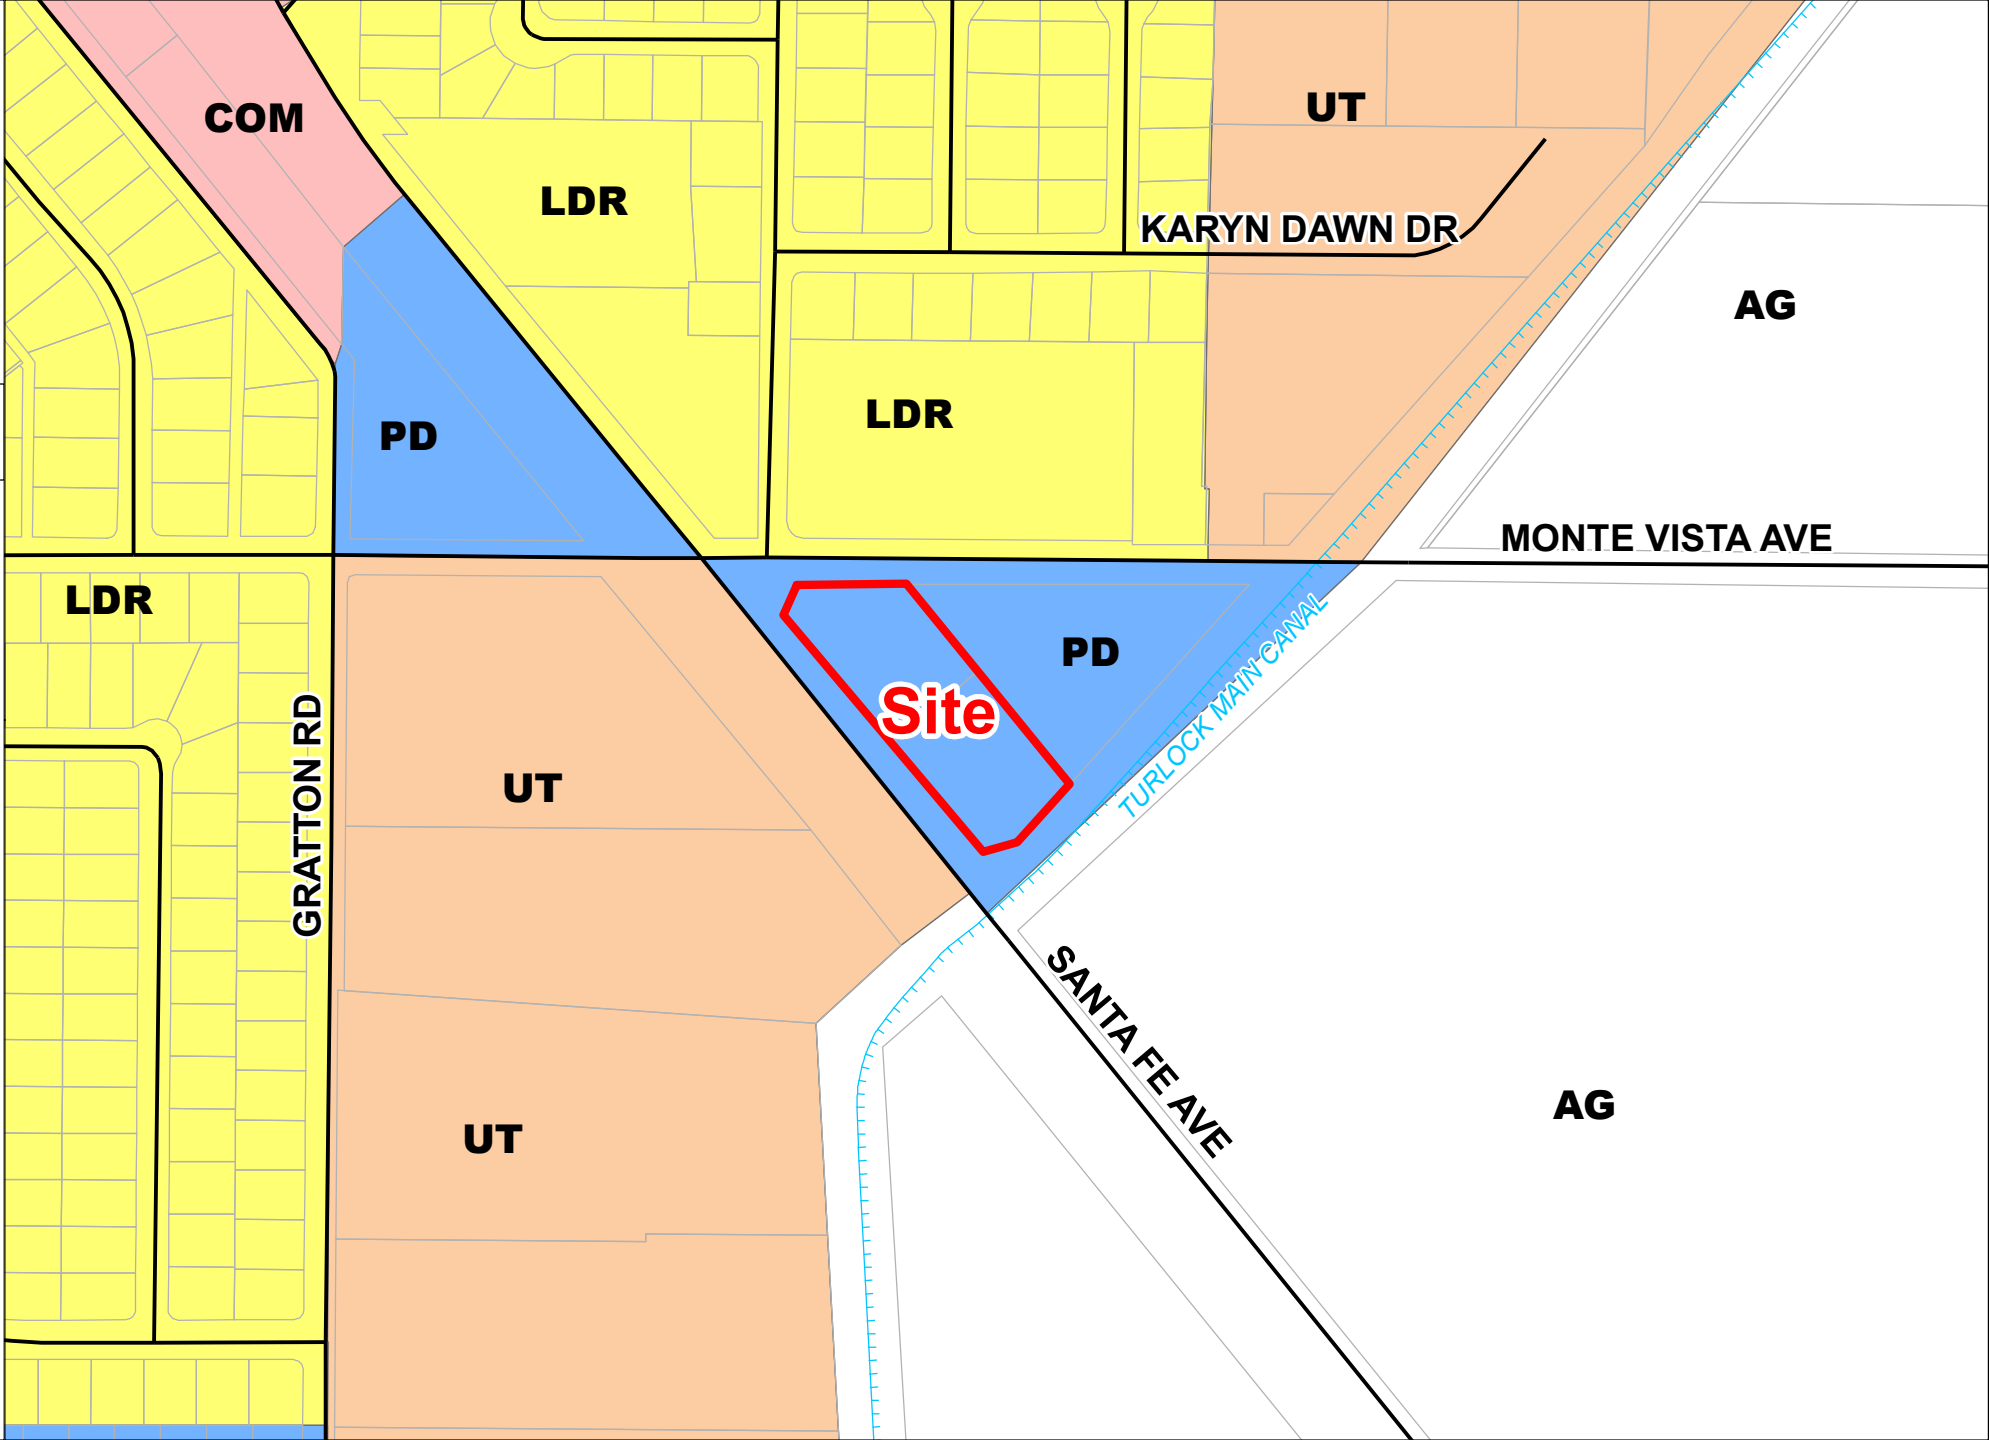 COM
UT
LDR
KARYN DAWN DR
AG
LDR
PD
MONTE VISTA AVE
LDR
PD
TURLOCK MAIN CANAL
Site
GRATTON RD
UT
SANTA FE AVE
AG
UT